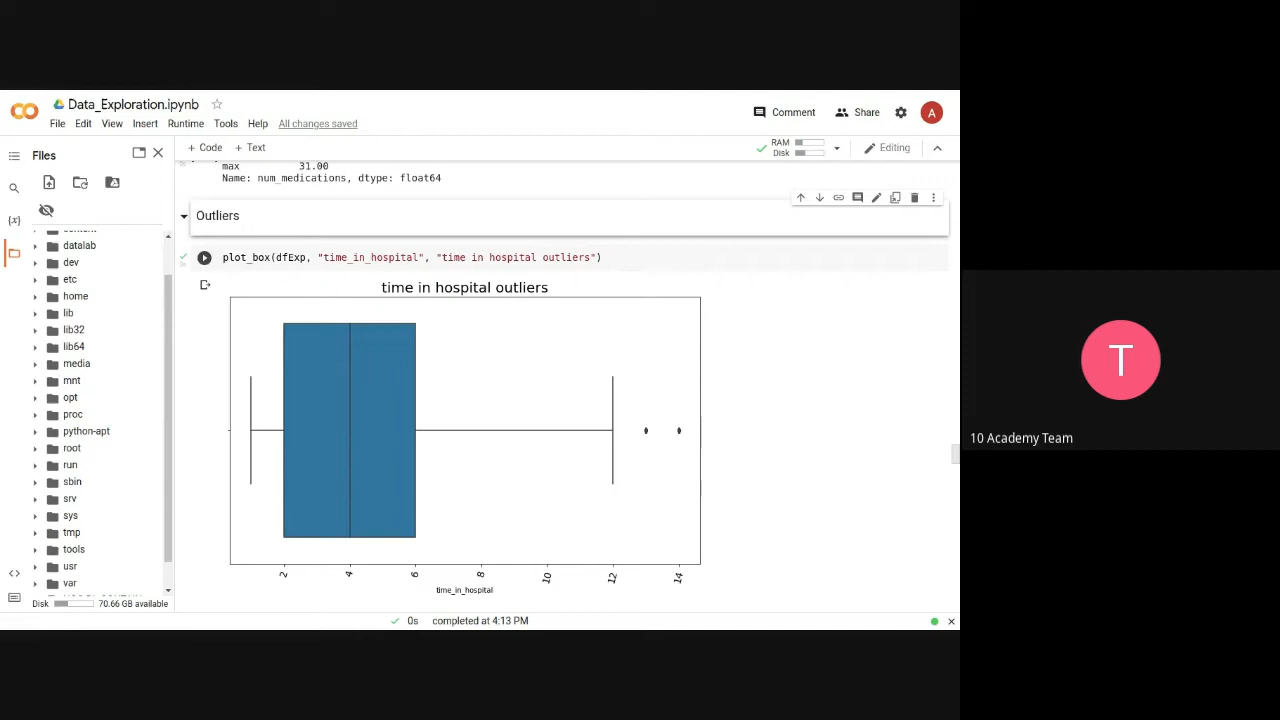 Data_Exploration.ipynb
File Edit View Insert Runtime Tools Help All changes saved
Comment Share A
Files
+ Code + Text
RAM
Disk
Editing
max 31.00
Name: num_medications, dtype: float64
Outliers
plot_box(dfExp, "time_in_hospital", "time in hospital outliers")
time in hospital outliers
2 4 6 8 10 12 14
time_in_hospital
{x}
datalab
dev
etc
home
lib
lib32
lib64
media
mnt
opt
proc
python-apt
root
run
sbin
srv
sys
tmp
tools
usr
var
Disk 70.66 GB available
0s completed at 4:13 PM
T
10 Academy Team